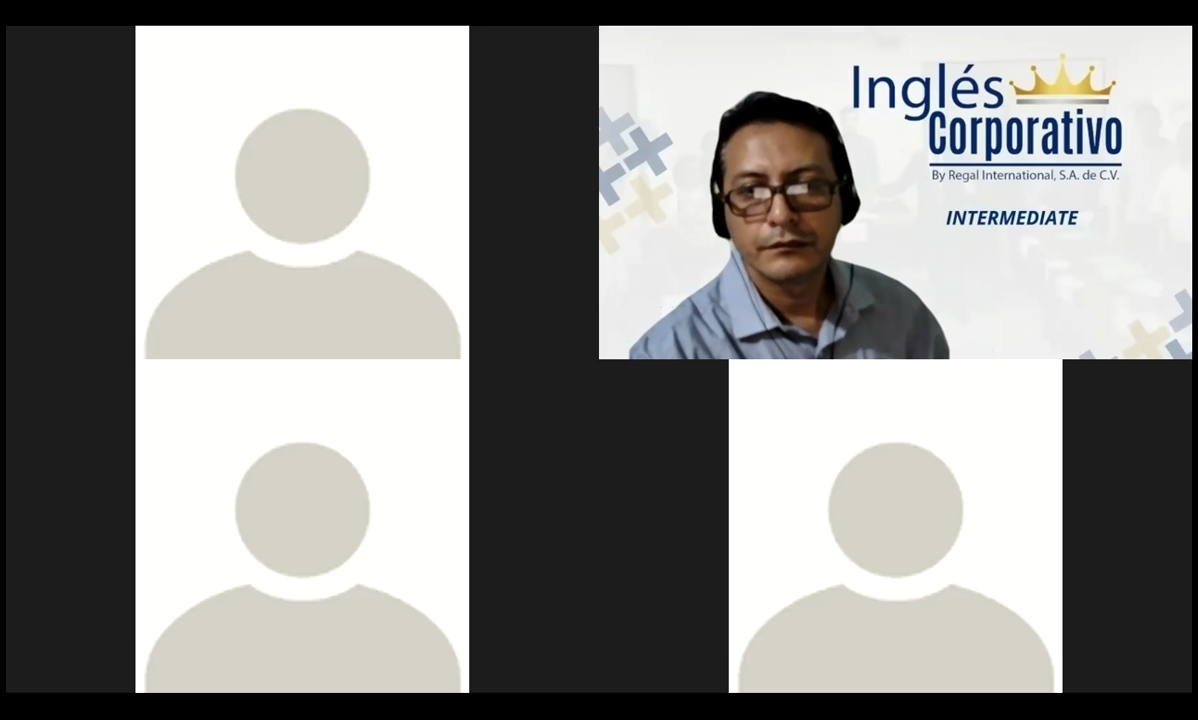 Inglés
Corporativo
By Regal International, S.A. de C.V.
INTERMEDIATE